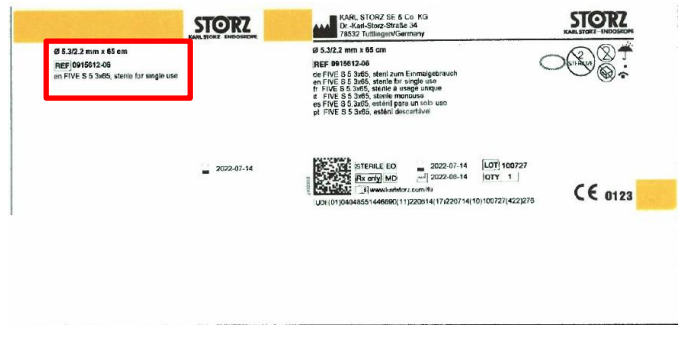 STORZ
KARL STORZ-ENDOSKOPE
Ø 5.3/2.2 mm x 65 cm
REF 0915612-06
en FIVE S 5 3x65, sterile for single use
2022-07-14
KARL STORZ SE & Co KG
Dr.-Karl-Storz-Straße 34
78532 Tuttlingen/Germany
STORZ
KARL STORZ-ENDOSKOPE
Ø 5.3/2.2 mm x 65 cm
REF 0915612-06
de FIVE S 5 3x65, steril zum Einmalgebrauch
en FIVE S 5 3x65, sterile for single use
fr FIVE S 5 3x65, stérile à usage unique
it FIVE S 5 3x65, sterile monouso
es FIVE S 5 3x65, estéril para un solo uso
pt FIVE S 5 3x65, estéril descartável
STERILE EO 2022-07-14 LOT 100727
Rx only MD 2022-06-14 QTY 1
www.karlstorz.com/ifu
UDI (01)04048551446690(11)220614(17)220714(10)100727(422)276
CE 0123